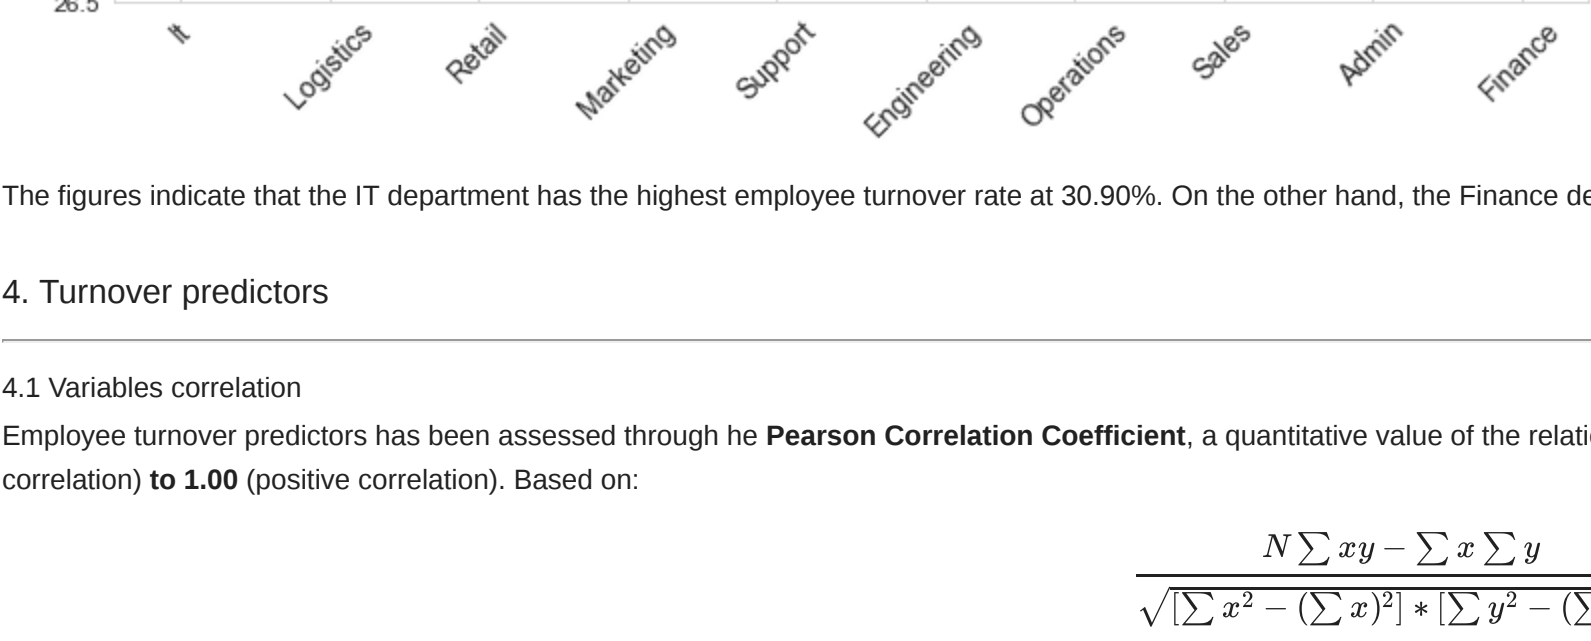 26.5
It
Logistics
Retail
Marketing
Support
Engineering
Operations
Sales
Admin
Finance
The figures indicate that the IT department has the highest employee turnover rate at 30.90%. On the other hand, the Finance de
4. Turnover predictors
4.1 Variables correlation
Employee turnover predictors has been assessed through he Pearson Correlation Coefficient, a quantitative value of the relati
correlation) to 1.00 (positive correlation). Based on:
N ∑ xy − ∑ x ∑ y
√[∑ x² − (∑ x)²] ∗ [∑ y² − (∑